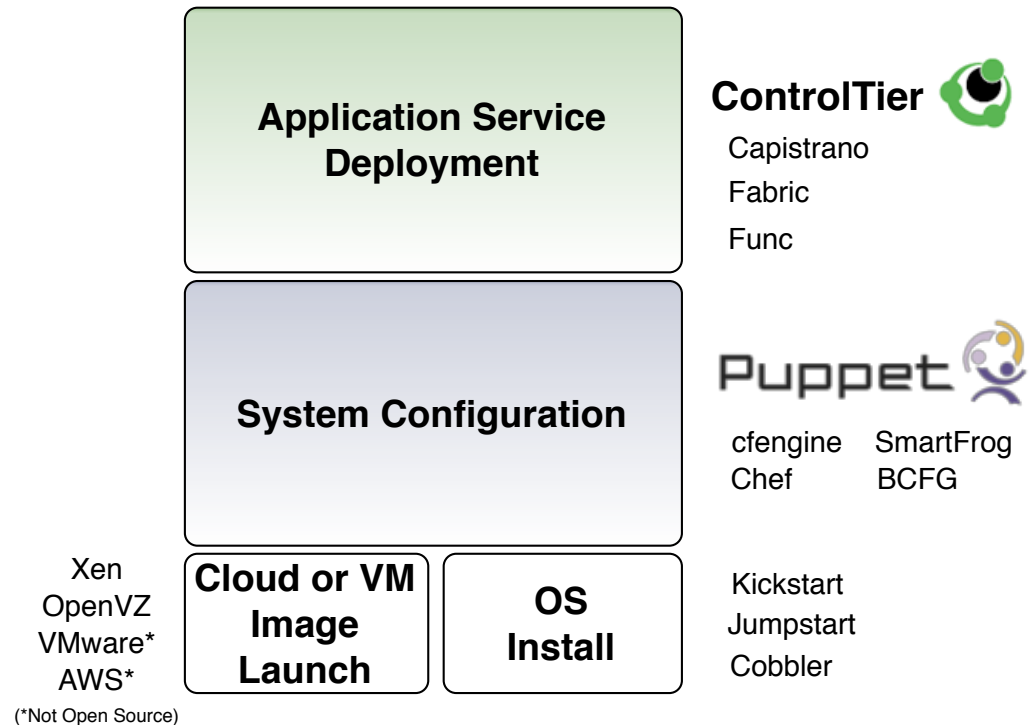 Application Service
Deployment
ControlTier
Capistrano
Fabric
Func
System Configuration
Puppet
cfengine SmartFrog
Chef BCFG
Xen
OpenVZ
VMware*
AWS*
(*Not Open Source)
Cloud or VM
Image
Launch
OS
Install
Kickstart
Jumpstart
Cobbler